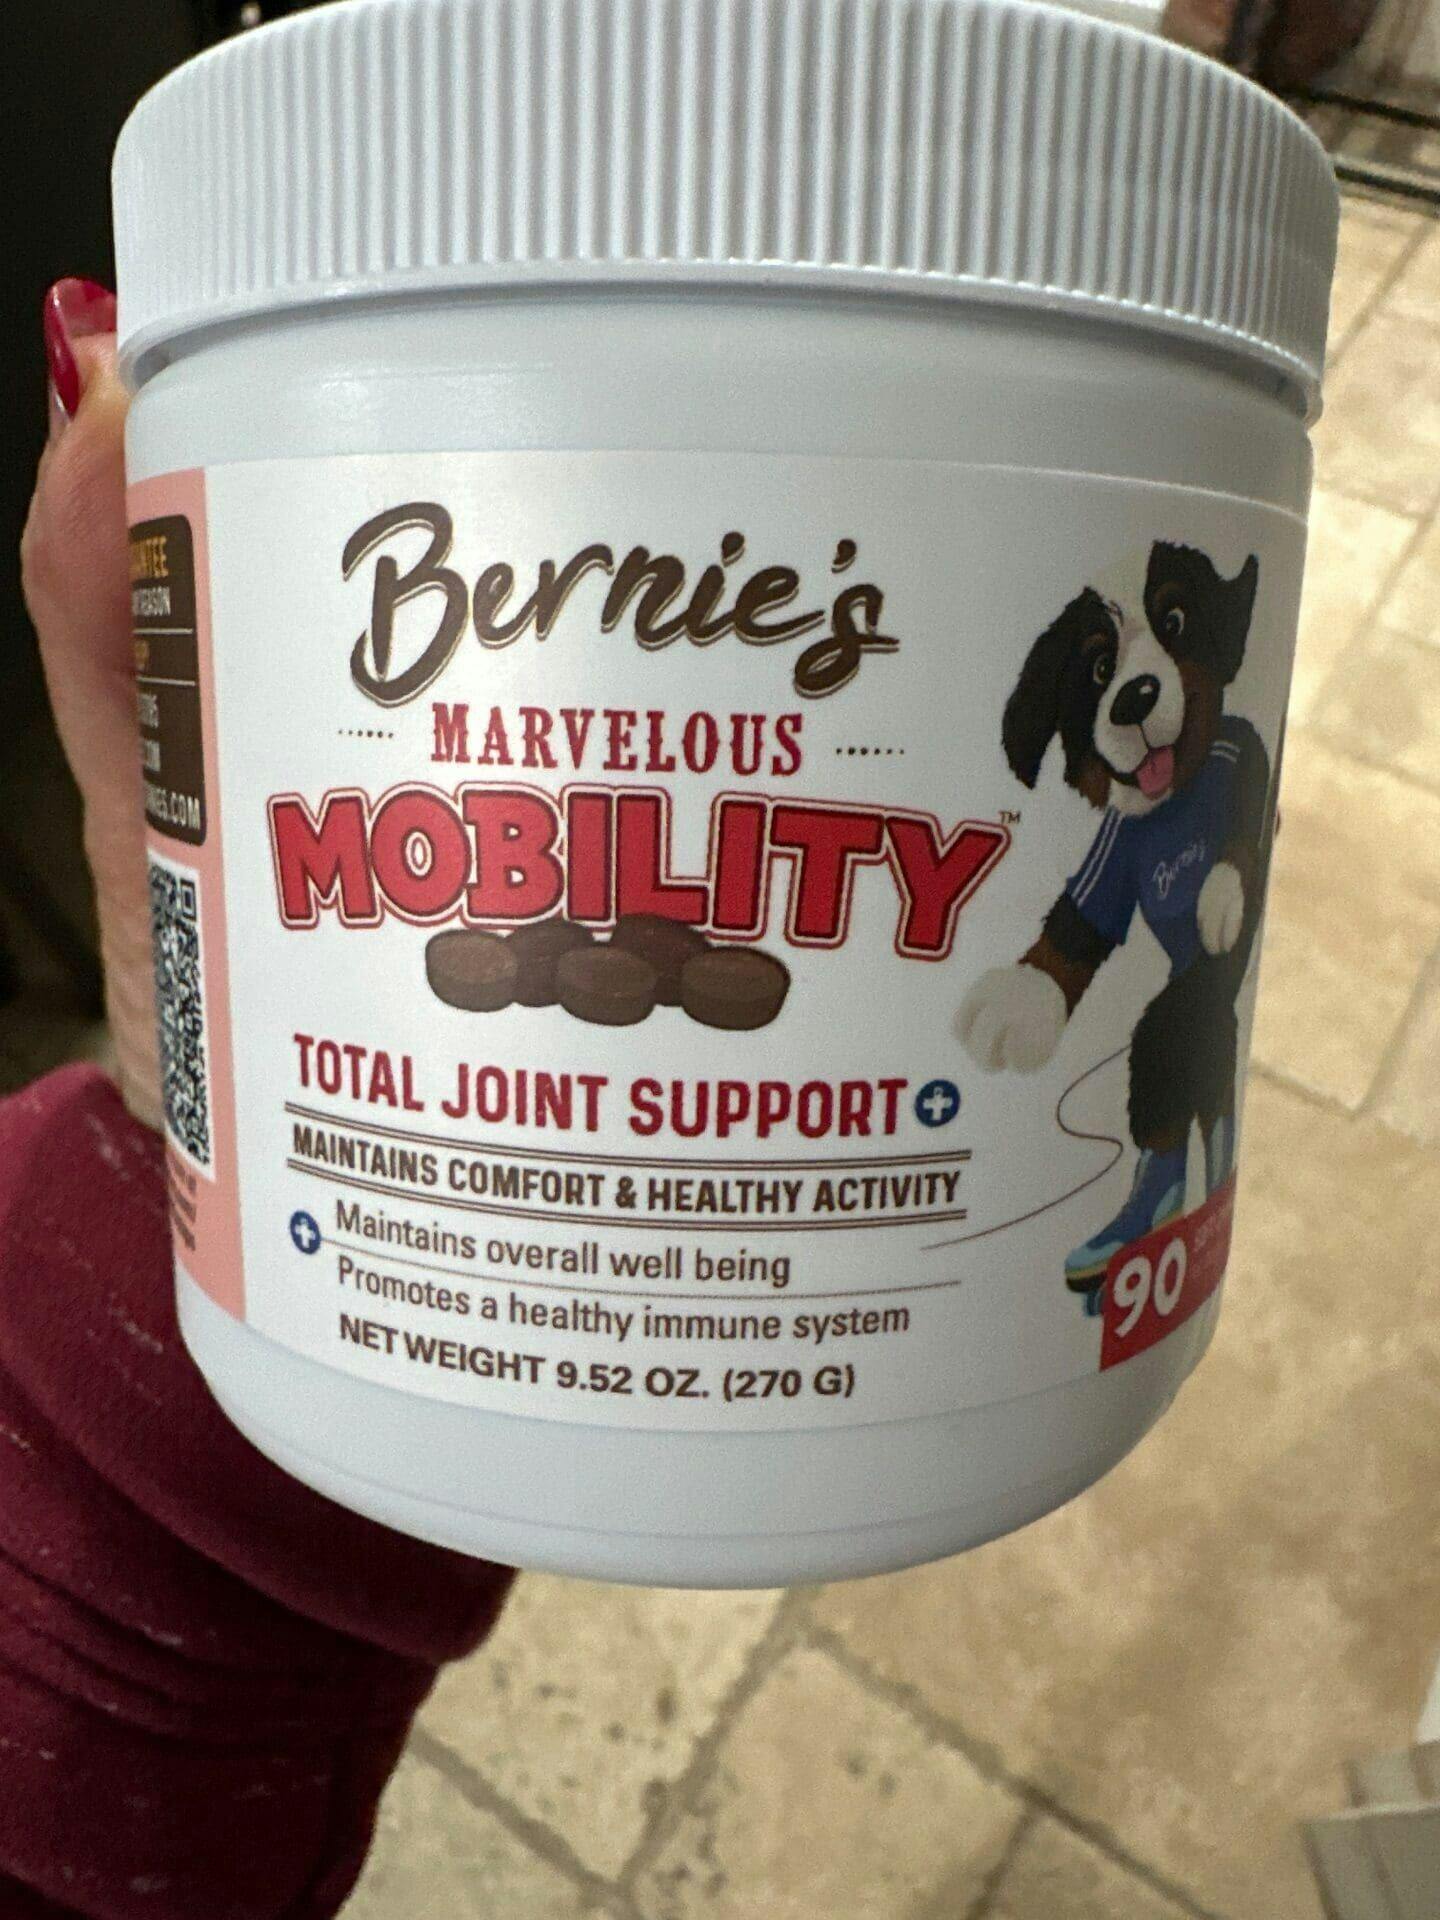 Bernie's
MARVELOUS
MOBILITY™
TOTAL JOINT SUPPORT
MAINTAINS COMFORT & HEALTHY ACTIVITY
Maintains overall well being
Promotes a healthy immune system
NET WEIGHT 9.52 OZ. (270 G)
90
Bernie's